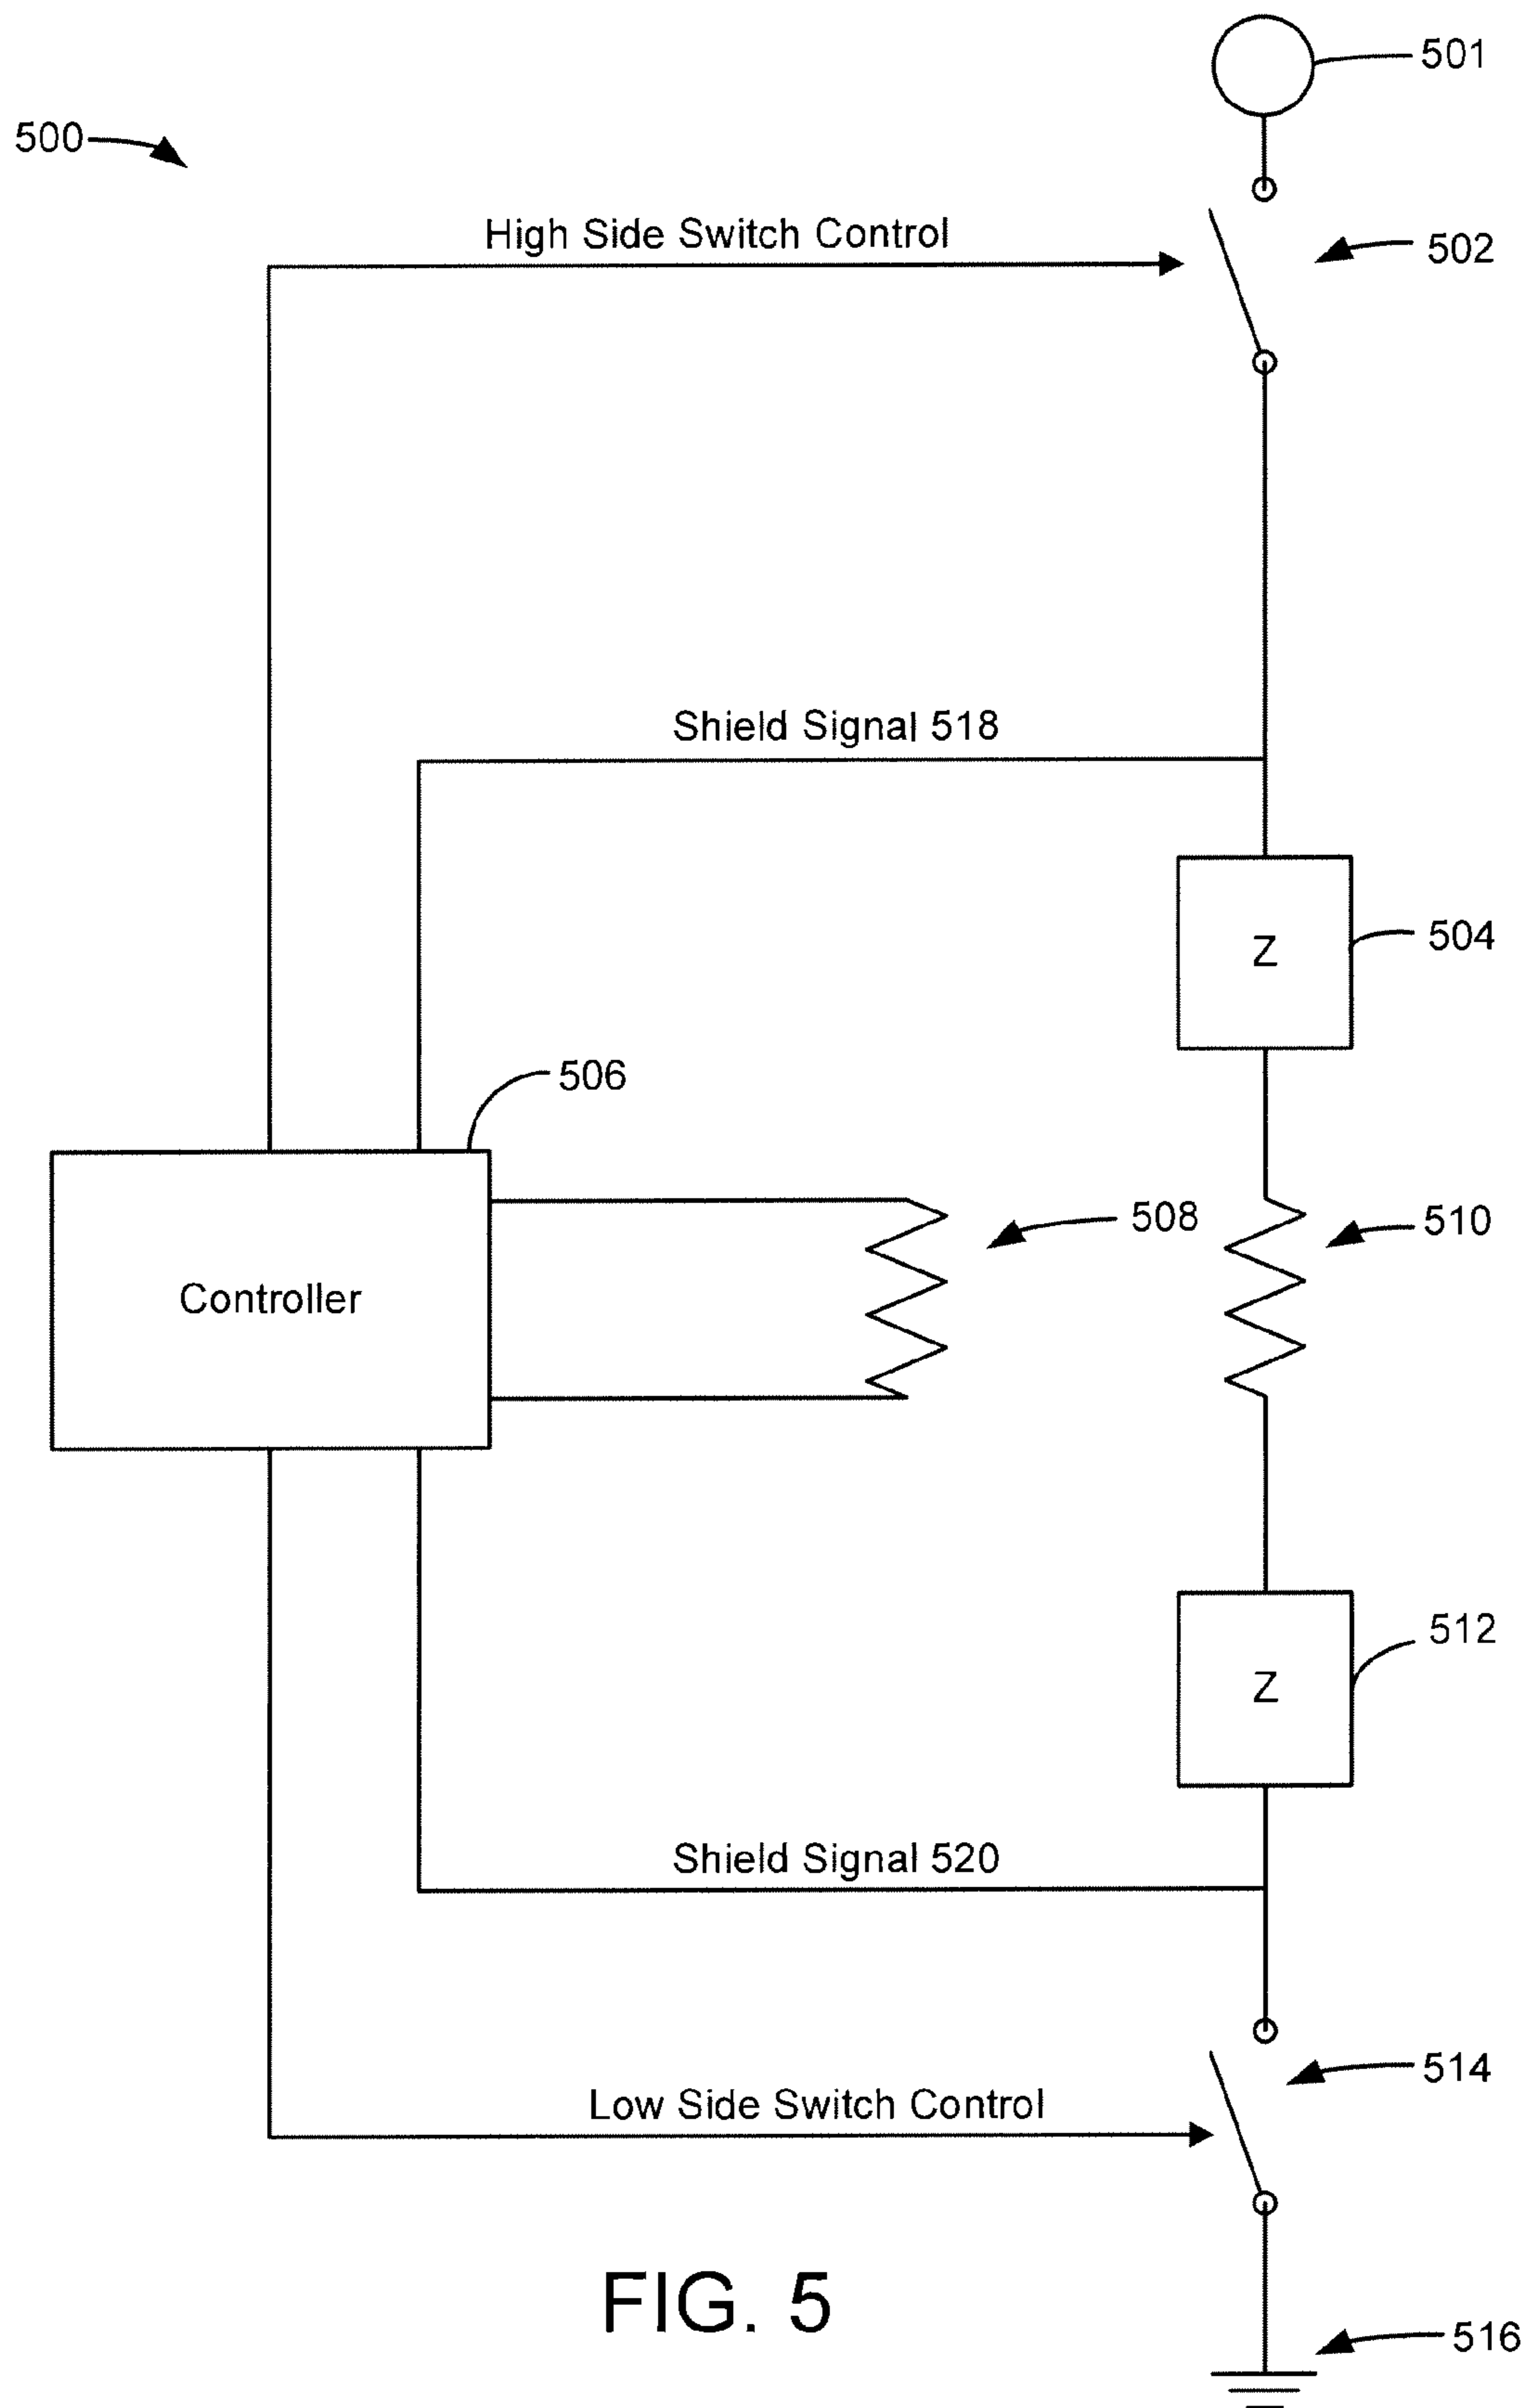 501
500
High Side Switch Control
502
Shield Signal 518
Z
504
506
508
510
Controller
512
Z
Shield Signal 520
514
Low Side Switch Control
FIG. 5
516